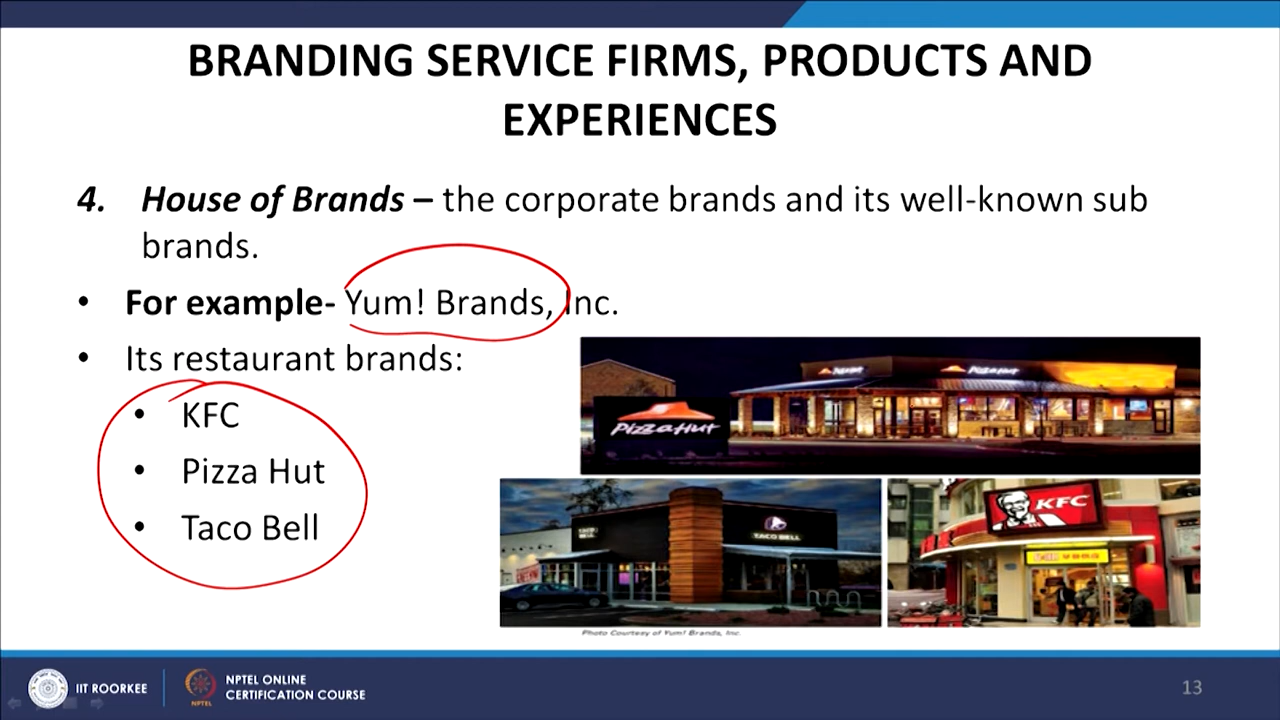 BRANDING SERVICE FIRMS, PRODUCTS AND
EXPERIENCES
4. House of Brands – the corporate brands and its well-known sub
brands.
• For example- Yum! Brands, Inc.
• Its restaurant brands:
• KFC
• Pizza Hut
• Taco Bell
Pizza Hut
TACO BELL
KFC
Photo Courtesy of Yum! Brands, Inc.
IIT ROORKEE
NPTEL ONLINE
CERTIFICATION COURSE
NPTEL
13